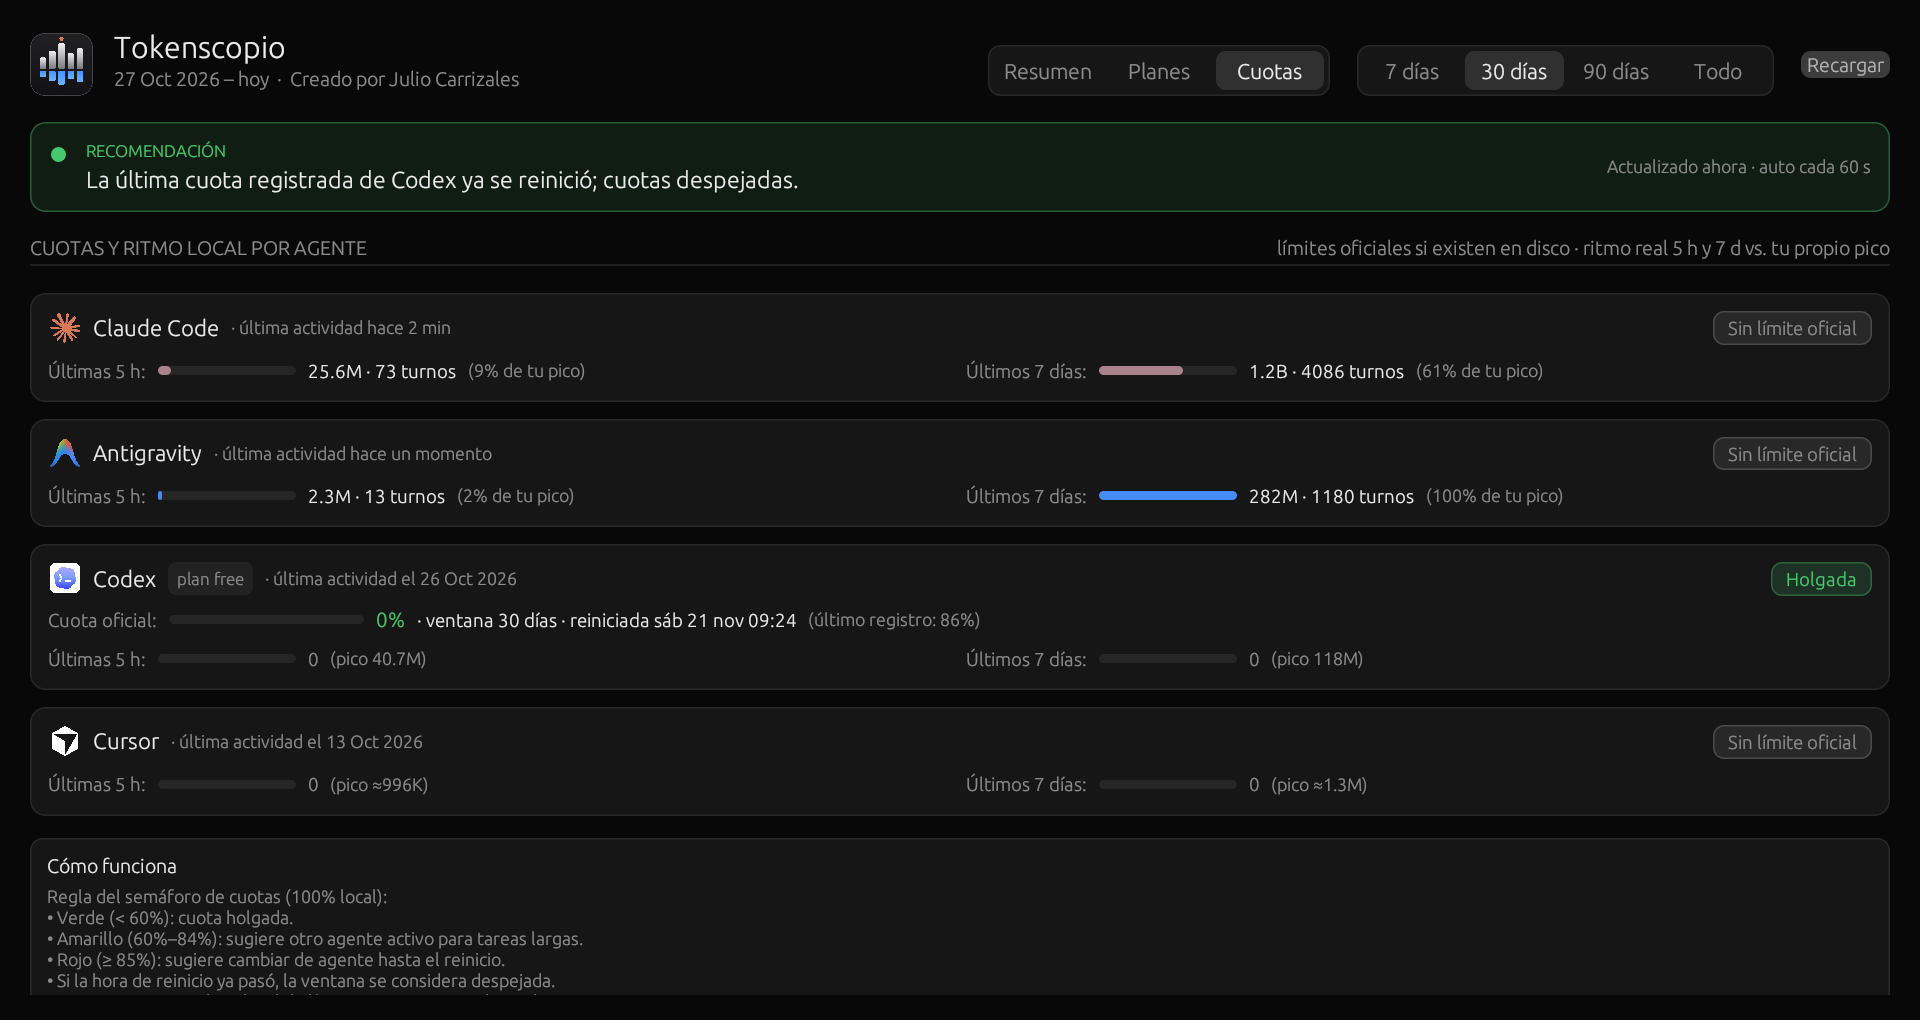 Tokenscopio
27 Oct 2026 – hoy · Creado por Julio Carrizales
Resumen Planes Cuotas
7 días 30 días 90 días Todo
Recargar
RECOMENDACIÓN
La última cuota registrada de Codex ya se reinició; cuotas despejadas.
Actualizado ahora · auto cada 60 s
CUOTAS Y RITMO LOCAL POR AGENTE
límites oficiales si existen en disco · ritmo real 5 h y 7 d vs. tu propio pico
Claude Code · última actividad hace 2 min
Sin límite oficial
Últimas 5 h: 25.6M · 73 turnos (9% de tu pico)
Últimos 7 días: 1.2B · 4086 turnos (61% de tu pico)
Antigravity · última actividad hace un momento
Sin límite oficial
Últimas 5 h: 2.3M · 13 turnos (2% de tu pico)
Últimos 7 días: 282M · 1180 turnos (100% de tu pico)
Codex plan free · última actividad el 26 Oct 2026
Holgada
Cuota oficial: 0% · ventana 30 días · reiniciada sáb 21 nov 09:24 (último registro: 86%)
Últimas 5 h: 0 (pico 40.7M)
Últimos 7 días: 0 (pico 118M)
Cursor · última actividad el 13 Oct 2026
Sin límite oficial
Últimas 5 h: 0 (pico ≈996K)
Últimos 7 días: 0 (pico ≈1.3M)
Cómo funciona
Regla del semáforo de cuotas (100% local):
• Verde (< 60%): cuota holgada.
• Amarillo (60%–84%): sugiere otro agente activo para tareas largas.
• Rojo (≥ 85%): sugiere cambiar de agente hasta el reinicio.
• Si la hora de reinicio ya pasó, la ventana se considera despejada.